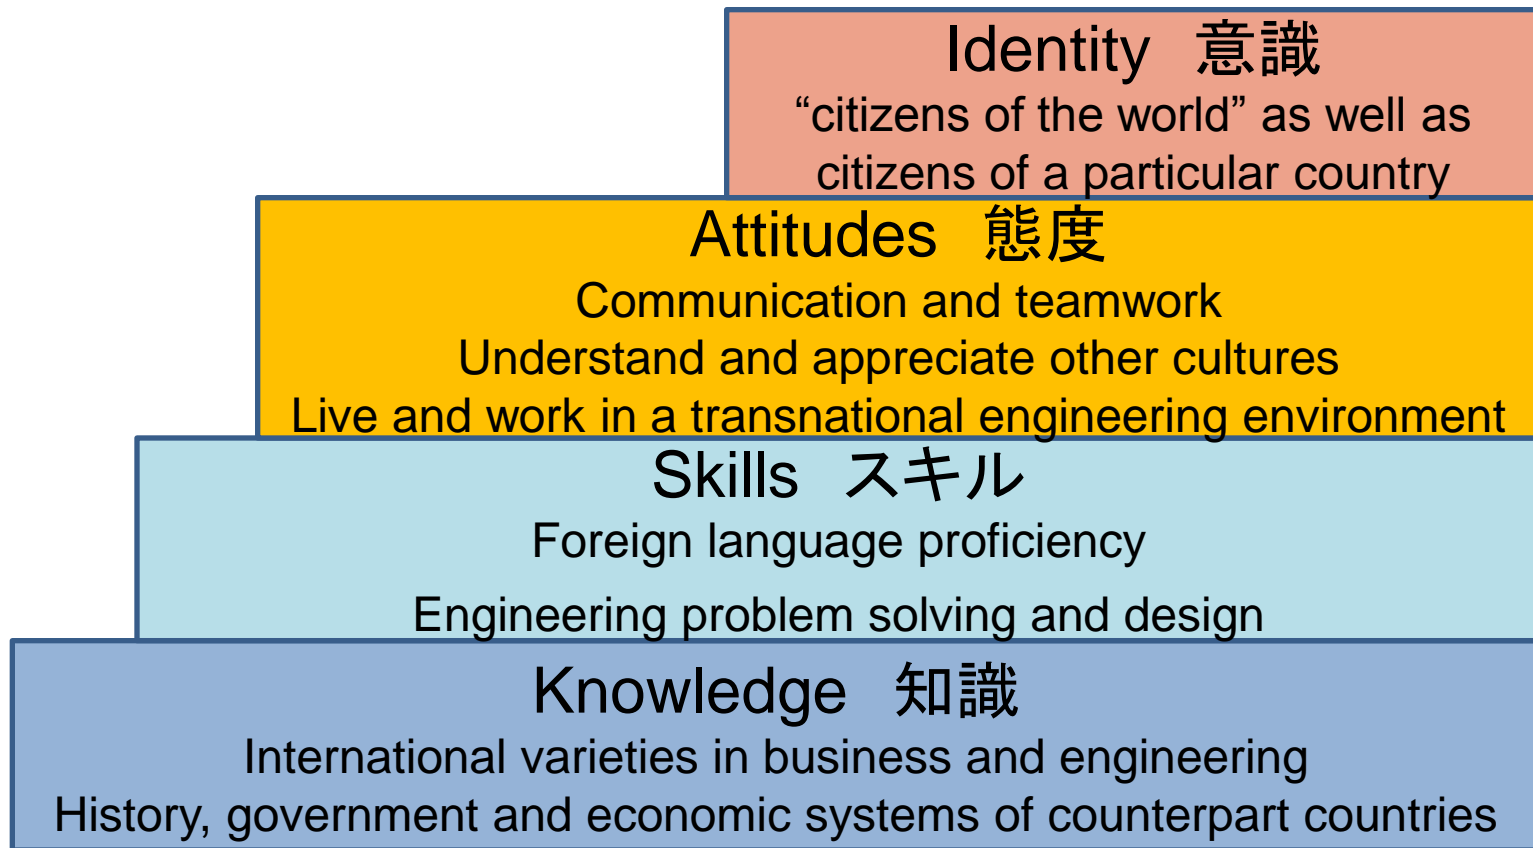 Identity 意識
“citizens of the world” as well as
citizens of a particular country
Attitudes 態度
Communication and teamwork
Understand and appreciate other cultures
Live and work in a transnational engineering environment
Skills スキル
Foreign language proficiency
Engineering problem solving and design
Knowledge 知識
International varieties in business and engineering
History, government and economic systems of counterpart countries